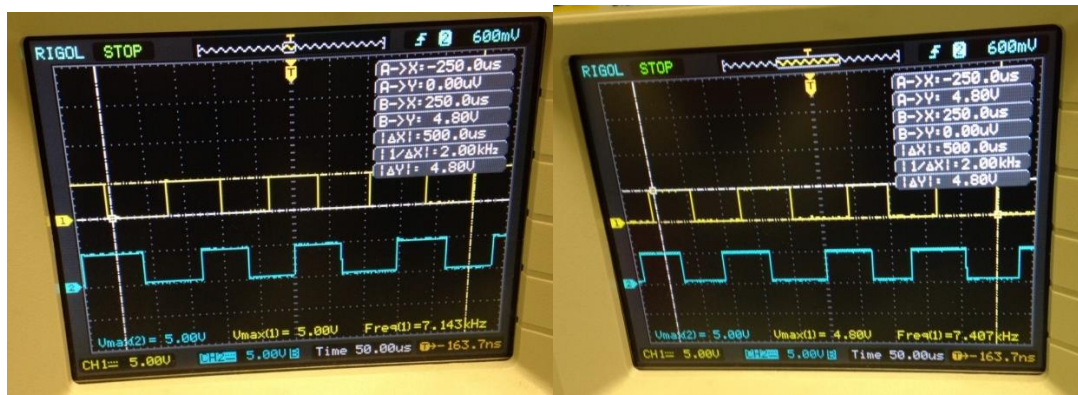 RIGOL STOP 2 600mV
T
T
A->X:-250.0us
A->Y:0.00uV
B->X:250.0us
B->Y: 4.80V
|ΔX|:500.0us
|1/ΔX|:2.00kHz
|ΔY|: 4.80V
1
2
Vmax(2)= 5.00V Vmax(1)= 5.00V Freq(1)=7.143kHz
CH1= 5.00V CH2= 5.00V B Time 50.00us T→-163.7ns
RIGOL STOP 2 600mV
T
T
A->X:-250.0us
A->Y: 4.80V
B->X:250.0us
B->Y:0.00uV
|ΔX|:500.0us
|1/ΔX|:2.00kHz
|ΔY|: 4.80V
1
2
Vmax(2)= 5.00V Vmax(1)= 4.80V Freq(1)=7.407kHz
CH1= 5.00V CH2= 5.00V B Time 50.00us T→-163.7ns